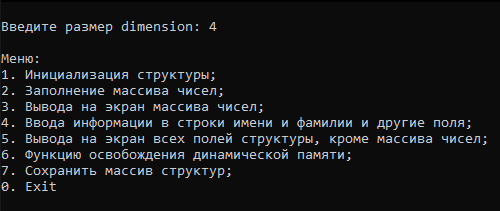 Введите размер dimension: 4
Меню:
1. Инициализация структуры;
2. Заполнение массива чисел;
3. Вывода на экран массива чисел;
4. Ввода информации в строки имени и фамилии и другие поля;
5. Вывода на экран всех полей структуры, кроме массива чисел;
6. Функцию освобождения динамической памяти;
7. Сохранить массив структур;
0. Exit